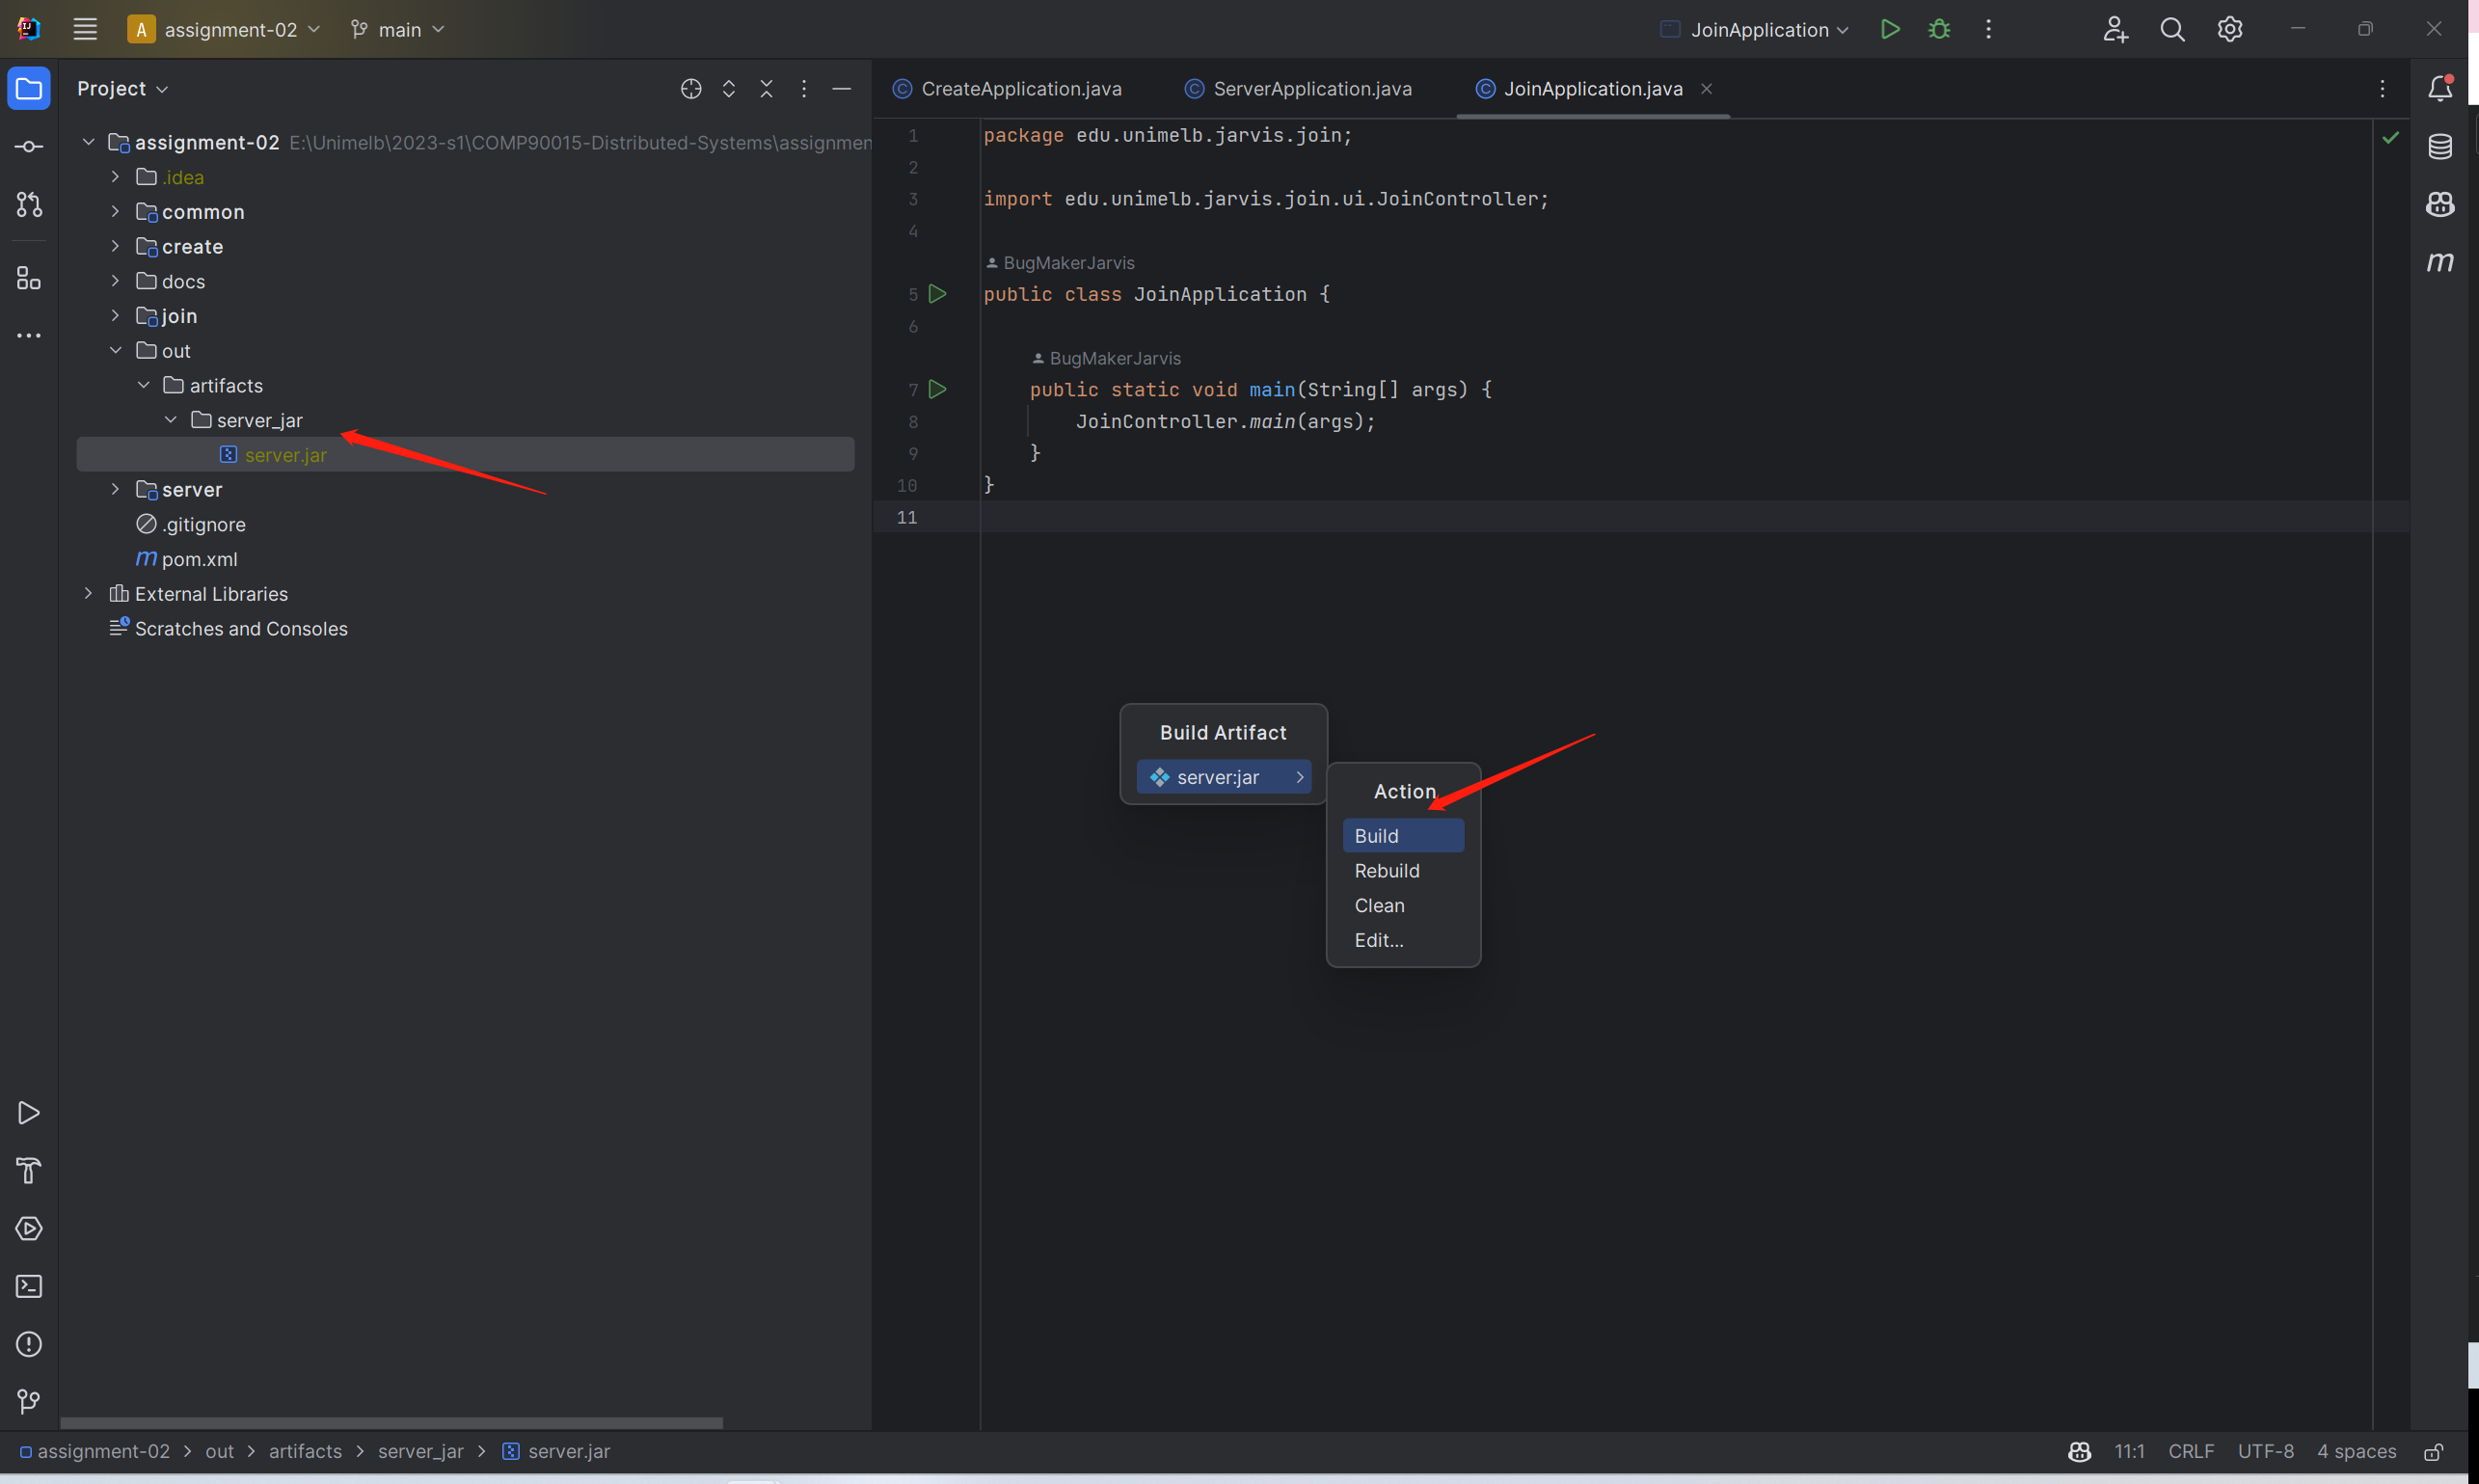 A assignment-02 main JoinApplication
Project CreateApplication.java ServerApplication.java JoinApplication.java
assignment-02 E:\Unimelb\2023-s1\COMP90015-Distributed-Systems\assignmen
.idea
common
create
docs
join
out
artifacts
server_jar
server.jar
server
.gitignore
m pom.xml
External Libraries
Scratches and Consoles
1 package edu.unimelb.jarvis.join;
2
3 import edu.unimelb.jarvis.join.ui.JoinController;
4
BugMakerJarvis
5 public class JoinApplication {
6
BugMakerJarvis
7 public static void main(String[] args) {
8 JoinController.main(args);
9 }
10 }
11
m
Build Artifact
server:jar
Action
Build
Rebuild
Clean
Edit...
assignment-02 > out > artifacts > server_jar > server.jar 11:1 CRLF UTF-8 4 spaces